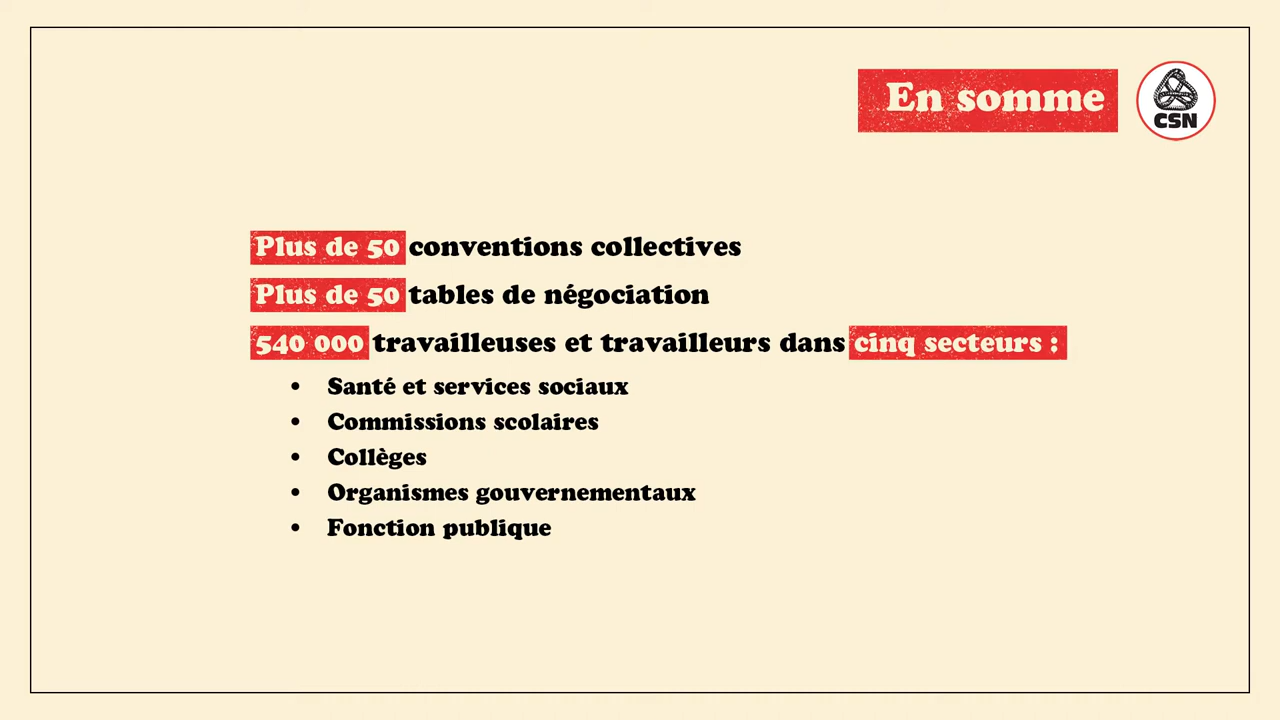 En somme
CSN
Plus de 50 conventions collectives
Plus de 50 tables de négociation
540 000 travailleuses et travailleurs dans cinq secteurs :
• Santé et services sociaux
• Commissions scolaires
• Collèges
• Organismes gouvernementaux
• Fonction publique